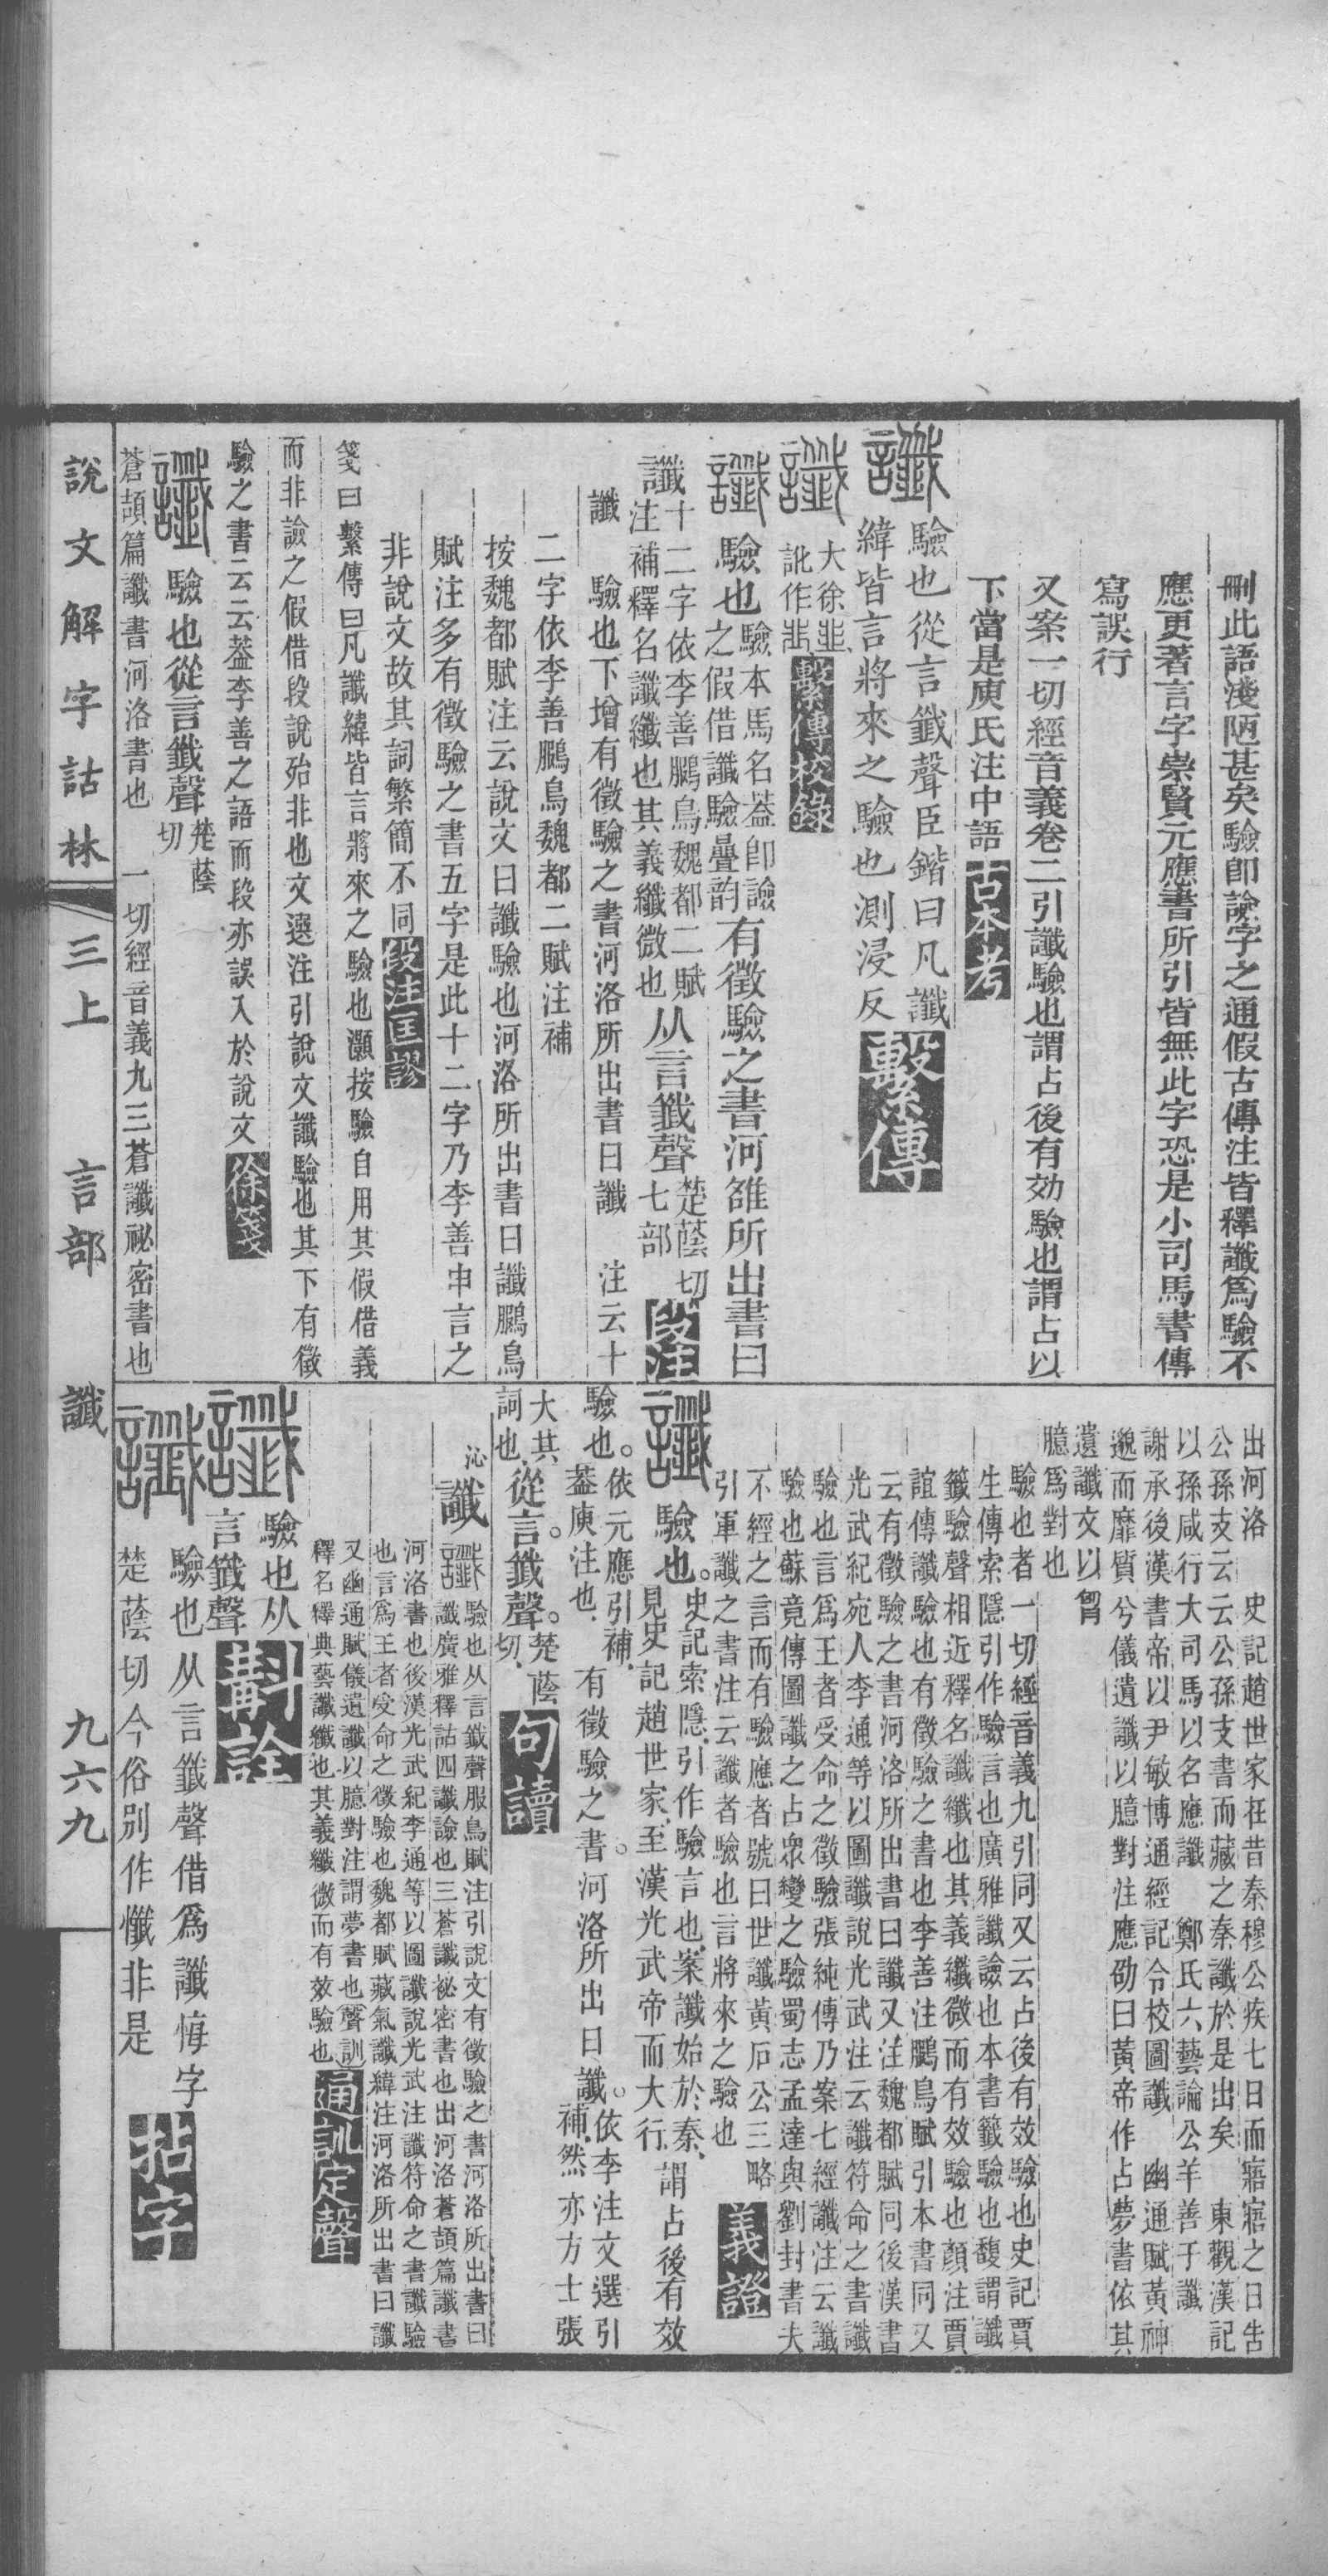 刪此語淺陋甚矣驗卽譣字之通假古傳注皆釋讖爲驗不
應更著言字崇賢元應書所引皆無此字恐是小司馬書傳
寫誤行
又案一切經音義卷二引讖驗也謂占後有効驗也謂占以
下當是庾氏注中語古本考
讖驗也從言韱聲臣鍇曰凡讖
緯皆言將來之驗也測浸反繫傳
讖大徐韭
訛作𠀤繫傳校錄
讖驗也驗本馬名葢卽譣
之假借讖驗疊韵有徵驗之書河雒所出書曰
讖十二字依李善鵩鳥魏都二賦
注補釋名讖纖也其義纖微也从言韱聲楚蔭切
七部段注
讖 驗也下增有徵驗之書河洛所出書曰讖 注云十
二字依李善鵩鳥魏都二賦注補
按魏都賦注云說文曰讖驗也河洛所出書曰讖鵩鳥
賦注多有徵驗之書五字是此十二字乃李善申言之
非說文故其詞繁簡不同段注匡謬
箋曰繫傳曰凡讖緯皆言將來之驗也灝按驗自用其假借義
而非譣之假借段說殆非也文選注引說文讖驗也其下有徵
驗之書云云葢李善之語而段亦誤入於說文徐箋
讖驗也從言韱聲楚蔭
切
蒼頡篇讖書河洛書也 一切經音義九三蒼讖祕密書也
出河洛 史記趙世家在昔秦穆公疾七日而寤寤之日告
公孫支云云公孫支書而藏之秦讖於是出矣 東觀漢記
以孫咸行大司馬以名應讖 鄭氏六藝論公羊善于讖
謝承後漢書帝以尹敏博通經記令校圖讖 幽通賦黃神
邈而靡質兮儀遺讖以臆對注應劭曰黃帝作占夢書依其
遺讖文以𦚾
臆爲對也
驗也者一切經音義九引同又云占後有效驗也史記賈
生傳索隱引作驗言也廣雅讖譣也本書籤驗也馥謂讖
籤驗聲相近釋名讖纖也其義纖微而有效驗也顏注賈
誼傳讖驗也有徵驗之書也李善注鵩鳥賦引本書同又
云有徵驗之書河洛所出書曰讖又注魏都賦同後漢書
光武紀宛人李通等以圖讖說光武注云讖符命之書讖
驗也言爲王者受命之徵驗張純傳乃案七經讖注云讖
驗也蘇竟傳圖讖之占眾變之驗蜀志孟達與劉封書夫
不經之言而有驗應者號曰世讖黃石公三略
引軍讖之書注云讖者驗也言將來之驗也義證
讖驗也。史記索隱、引作驗言也、案讖始於秦、
見史記趙世家、至漢光武帝而大行、謂占後有效
驗也。依元應引補、
葢庾注也、有徵驗之書。河洛所出曰讖。依李注文選引
補、然亦方士張
大其
詞也、從言。韱聲。楚蔭
切、句讀
沁讖讖驗也从言韱聲服鳥賦注引說文有徵驗之書河洛所出書曰
讖廣雅釋詁四讖譣也三蒼讖祕密書也出河洛蒼頡篇讖書
河洛書也後漢光武紀李通等以圖讖說光武注讖符命之書讖驗
也言爲王者受命之徵驗也魏都賦藏氣讖緯注河洛所出書曰讖
又幽通賦儀遺讖以臆對注謂夢書也聲訓
釋名釋典藝讖纖也其義纖微而有效驗也通訓定聲
讖驗也从
言韱聲斠詮
讖驗也从言韱聲借爲讖悔字
楚蔭切今俗別作懺非是拈字
說文解字詁林 三上 言部 讖 九六九